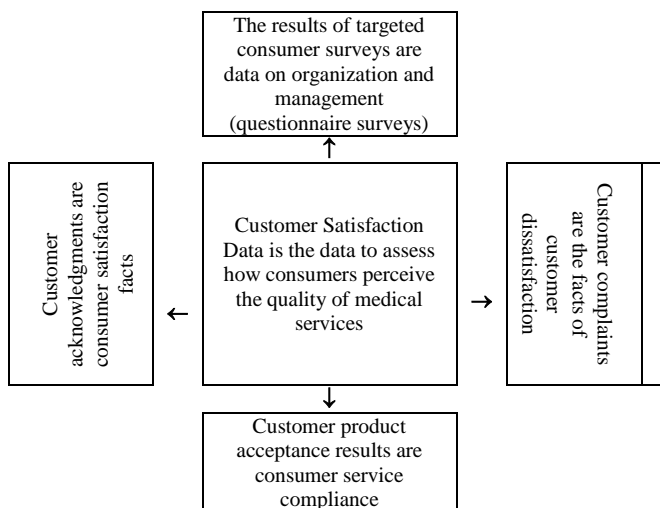 The results of targeted
consumer surveys are
data on organization and
management
(questionnaire surveys)
↑
Customer
acknowledgments are
consumer satisfaction
facts
←
Customer Satisfaction
Data is the data to assess
how consumers perceive
the quality of medical
services
→
Customer complaints
are the facts of
customer
dissatisfaction
↓
Customer product
acceptance results are
consumer service
compliance